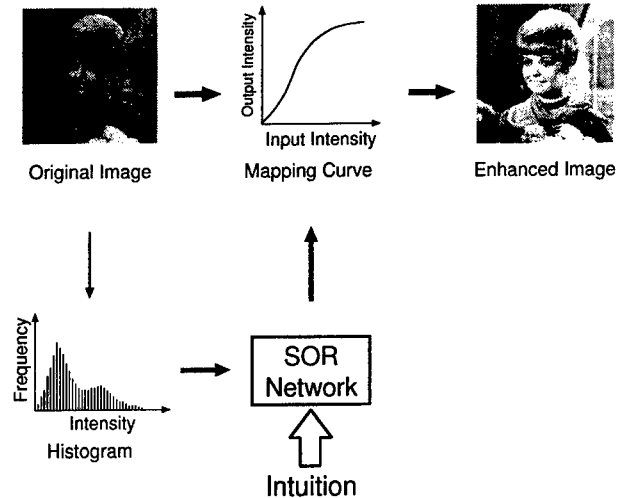 Output Intensity
Input Intensity
Original Image
Mapping Curve
Enhanced Image
Frequency
Intensity
Histogram
SOR
Network
Intuition